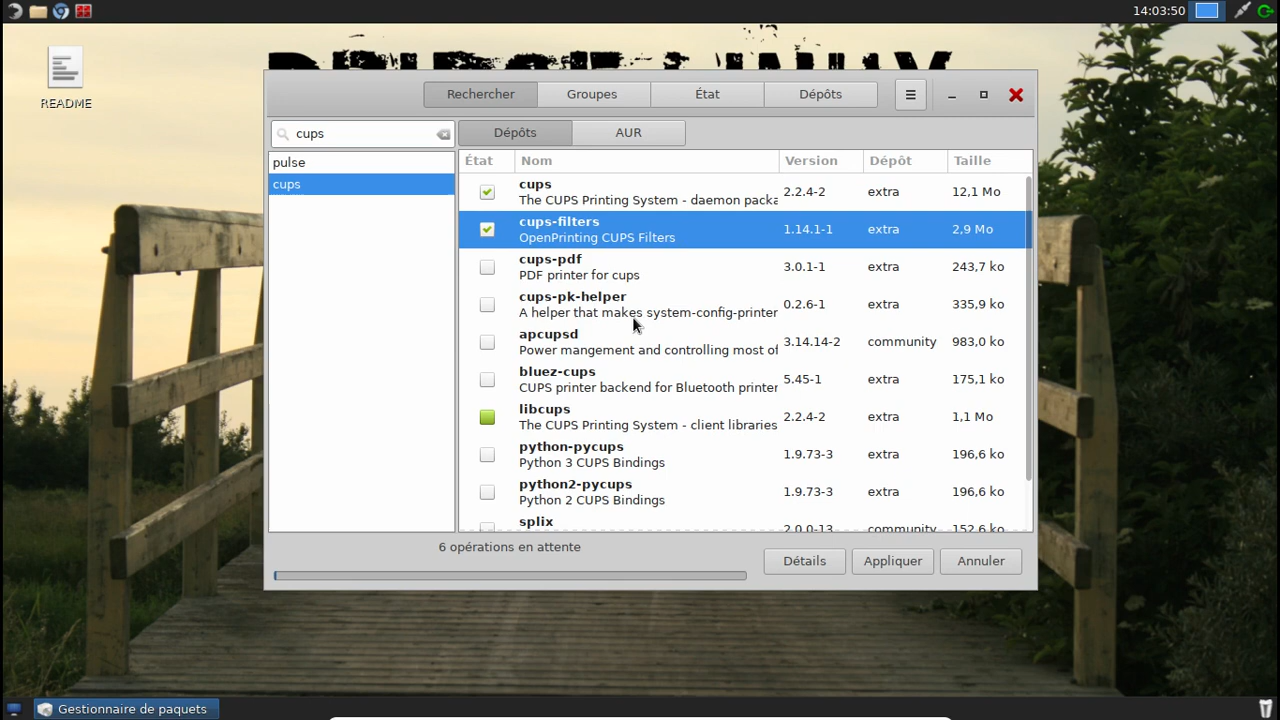 14:03:50
README
Rechercher Groupes État Dépôts
cups
Dépôts AUR
pulse
cups
État Nom Version Dépôt Taille
cups 2.2.4-2 extra 12,1 Mo
The CUPS Printing System - daemon packa
cups-filters 1.14.1-1 extra 2,9 Mo
OpenPrinting CUPS Filters
cups-pdf 3.0.1-1 extra 243,7 ko
PDF printer for cups
cups-pk-helper 0.2.6-1 extra 335,9 ko
A helper that makes system-config-printer
apcupsd 3.14.14-2 community 983,0 ko
Power mangement and controlling most of
bluez-cups 5.45-1 extra 175,1 ko
CUPS printer backend for Bluetooth printer
libcups 2.2.4-2 extra 1,1 Mo
The CUPS Printing System - client libraries
python-pycups 1.9.73-3 extra 196,6 ko
Python 3 CUPS Bindings
python2-pycups 1.9.73-3 extra 196,6 ko
Python 2 CUPS Bindings
splix 2.0.0-13 community 152,6 ko
6 opérations en attente
Détails Appliquer Annuler
Gestionnaire de paquets